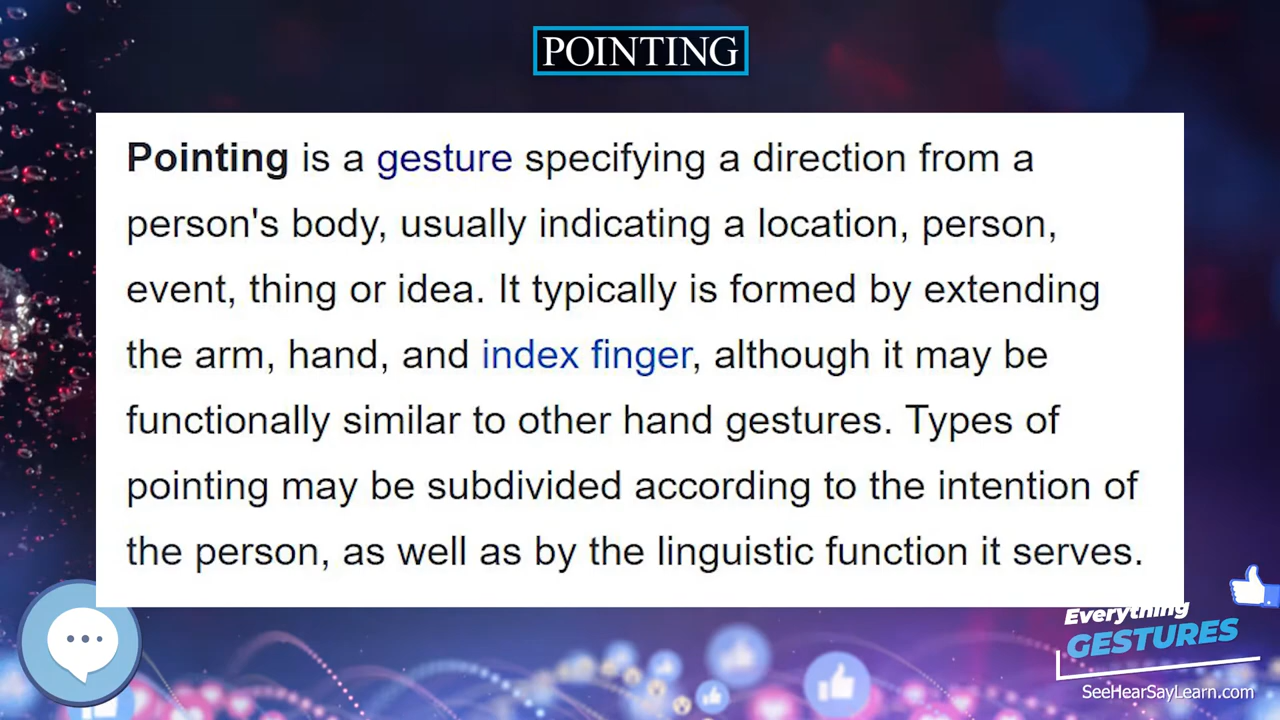 POINTING
Pointing is a gesture specifying a direction from a
person's body, usually indicating a location, person,
event, thing or idea. It typically is formed by extending
the arm, hand, and index finger, although it may be
functionally similar to other hand gestures. Types of
pointing may be subdivided according to the intention of
the person, as well as by the linguistic function it serves.
Everything
GESTURES
SeeHearSayLearn.com